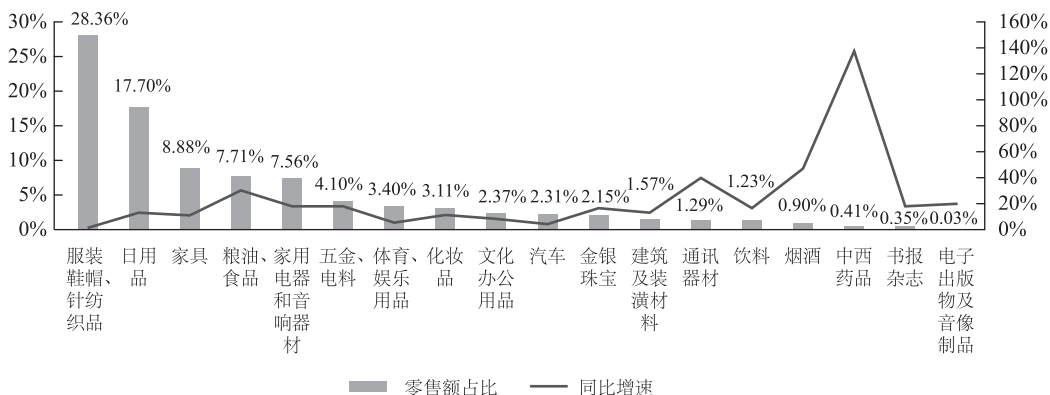 30%
25%
20%
15%
10%
5%
0%
160%
140%
120%
100%
80%
60%
40%
20%
0%
28.36%
17.70%
8.88%
7.71%
7.56%
4.10%
3.40%
3.11%
2.37%
2.31%
2.15%
1.57%
1.29%
1.23%
0.90%
0.41%
0.35%
0.03%
服装
鞋帽、
针纺
织品
日用
品
家具
粮油、
食品
家用
电器
和音
响器
材
五金、
电料
体育、
娱乐
用品
化妆
品
文化
办公
用品
汽车
金银
珠宝
建筑
及装
潢材
料
通讯
器材
饮料
烟酒
中西
药品
书报
杂志
电子
出版
物及
音像
制品
零售额占比
同比增速